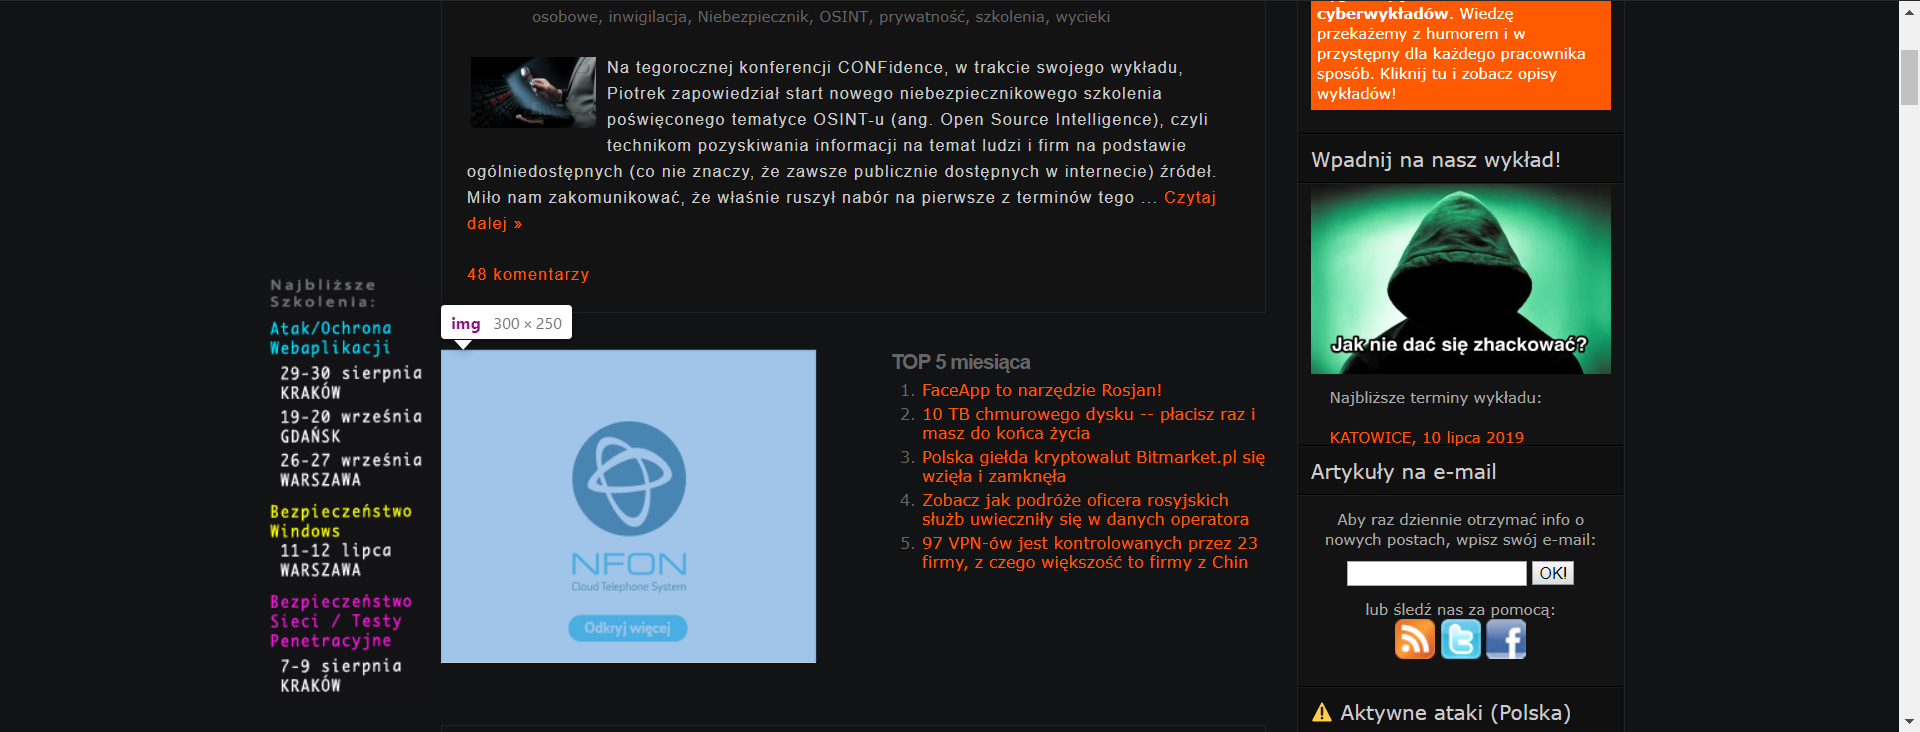 osobowe, inwigilacja, Niebezpiecznik, OSINT, prywatność, szkolenia, wycieki
Na tegorocznej konferencji CONFidence, w trakcie swojego wykładu,
Piotrek zapowiedział start nowego niebezpiecznikowego szkolenia
poświęconego tematyce OSINT-u (ang. Open Source Intelligence), czyli
technikom pozyskiwania informacji na temat ludzi i firm na podstawie
ogólniedostępnych (co nie znaczy, że zawsze publicznie dostępnych w internecie) źródeł.
Miło nam zakomunikować, że właśnie ruszył nabór na pierwsze z terminów tego ... Czytaj
dalej »
48 komentarzy
Najbliższe
Szkolenia:
Atak/Ochrona
Webaplikacji
29-30 sierpnia
KRAKÓW
19-20 września
GDAŃSK
26-27 września
WARSZAWA
Bezpieczeństwo
Windows
11-12 lipca
WARSZAWA
Bezpieczeństwo
Sieci / Testy
Penetracyjne
7-9 sierpnia
KRAKÓW
img 300 × 250
NFON
Cloud Telephone System
Odkryj więcej
TOP 5 miesiąca
1. FaceApp to narzędzie Rosjan!
2. 10 TB chmurowego dysku -- płacisz raz i
masz do końca życia
3. Polska giełda kryptowalut Bitmarket.pl się
wzięła i zamknęła
4. Zobacz jak podróże oficera rosyjskich
służb uwieczniły się w danych operatora
5. 97 VPN-ów jest kontrolowanych przez 23
firmy, z czego większość to firmy z Chin
cyberwykładów. Wiedzę
przekażemy z humorem i w
przystępny dla każdego pracownika
sposób. Kliknij tu i zobacz opisy
wykładów!
Wpadnij na nasz wykład!
Jak nie dać się zhackować?
Najbliższe terminy wykładu:
KATOWICE, 10 lipca 2019
Artykuły na e-mail
Aby raz dziennie otrzymać info o
nowych postach, wpisz swój e-mail:
OK!
lub śledź nas za pomocą:
Aktywne ataki (Polska)